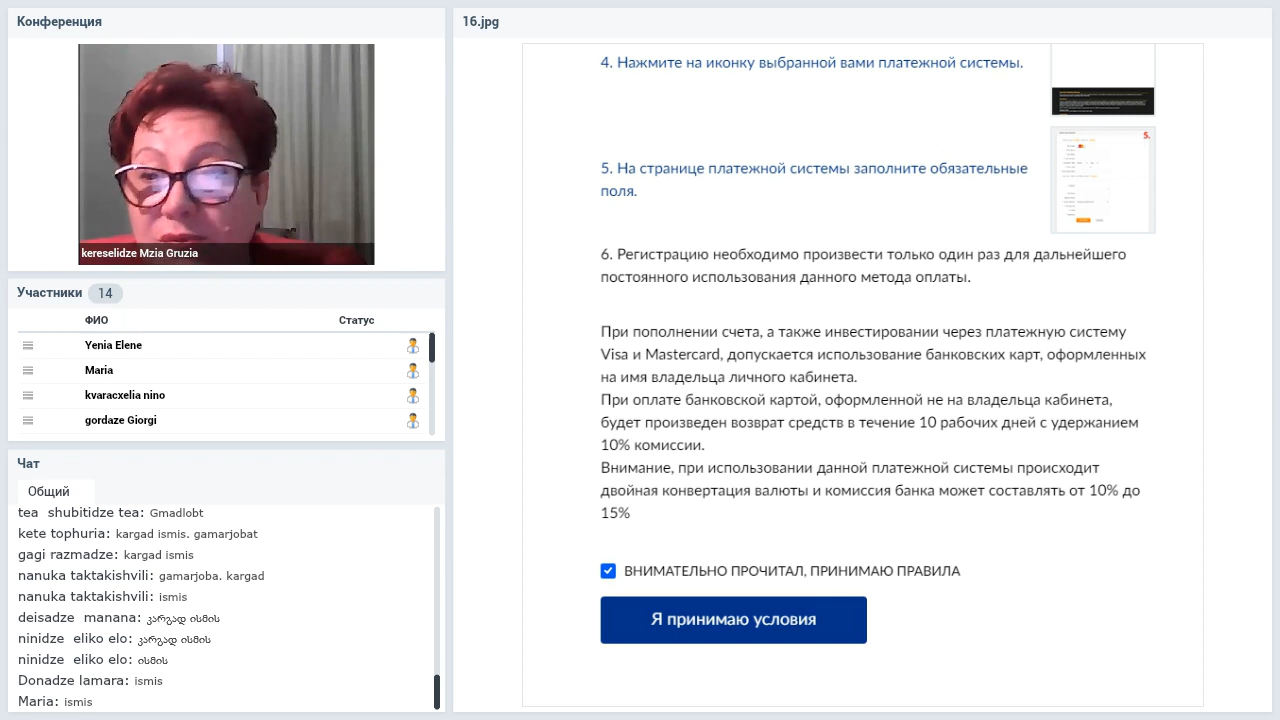 Конференция
kereselidze Mzia Gruzia
Участники 14
ФИО Статус
Yenia Elene
Maria
kvaracxelia nino
gordaze Giorgi
Чат
Общий
tea shubitidze tea: Gmadlobt
kete tophuria: kargad ismis. gamarjobat
gagi razmadze: kargad ismis
nanuka taktakishvili: gamarjoba. kargad
nanuka taktakishvili: ismis
deisadze manana: კარგად ისმის
ninidze eliko elo: კარგად ისმის
ninidze eliko elo: ისმის
Donadze lamara: ismis
Maria: ismis
16.jpg
4. Нажмите на иконку выбранной вами платежной системы.
5. На странице платежной системы заполните обязательные
поля.
5.
6. Регистрацию необходимо произвести только один раз для дальнейшего
постоянного использования данного метода оплаты.
При пополнении счета, а также инвестировании через платежную систему
Visa и Mastercard, допускается использование банковских карт, оформленных
на имя владельца личного кабинета.
При оплате банковской картой, оформленной не на владельца кабинета,
будет произведен возврат средств в течение 10 рабочих дней с удержанием
10% комиссии.
Внимание, при использовании данной платежной системы происходит
двойная конвертация валюты и комиссия банка может составлять от 10% до
15%
ВНИМАТЕЛЬНО ПРОЧИТАЛ, ПРИНИМАЮ ПРАВИЛА
Я принимаю условия